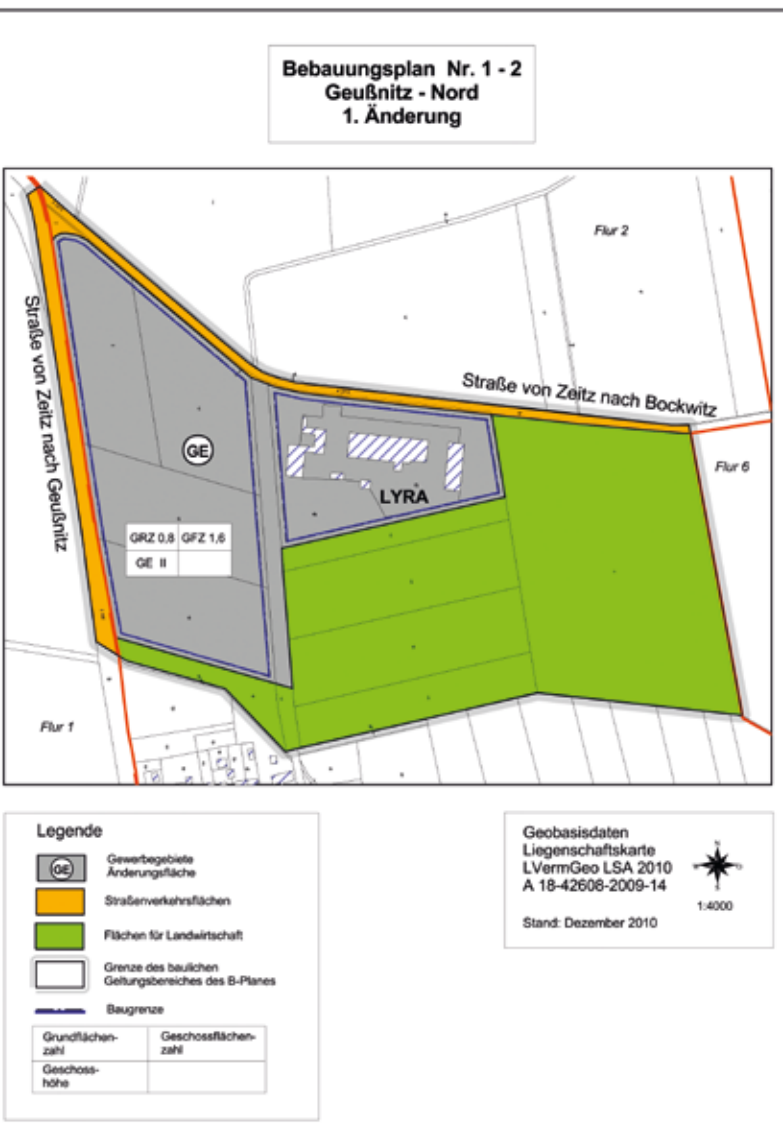 Bebauungsplan Nr. 1 - 2
Geußnitz - Nord
1. Änderung
Flur 2
Straße von Zeitz nach Geußnitz
Straße von Zeitz nach Bockwitz
Flur 6
GE
LYRA
GRZ 0,8 GFZ 1,6
GE II
Flur 1
Legende
GE Gewerbegebiete
Änderungsfläche
Straßenverkehrsflächen
Flächen für Landwirtschaft
Grenze des baulichen
Geltungsbereiches des B-Planes
Baugrenze
Grundflächen-
zahl
Geschossflächen-
zahl
Geschoss-
höhe
Geobasisdaten
Liegenschaftskarte
LVermGeo LSA 2010
A 18-42608-2009-14
Stand: Dezember 2010
1:4000